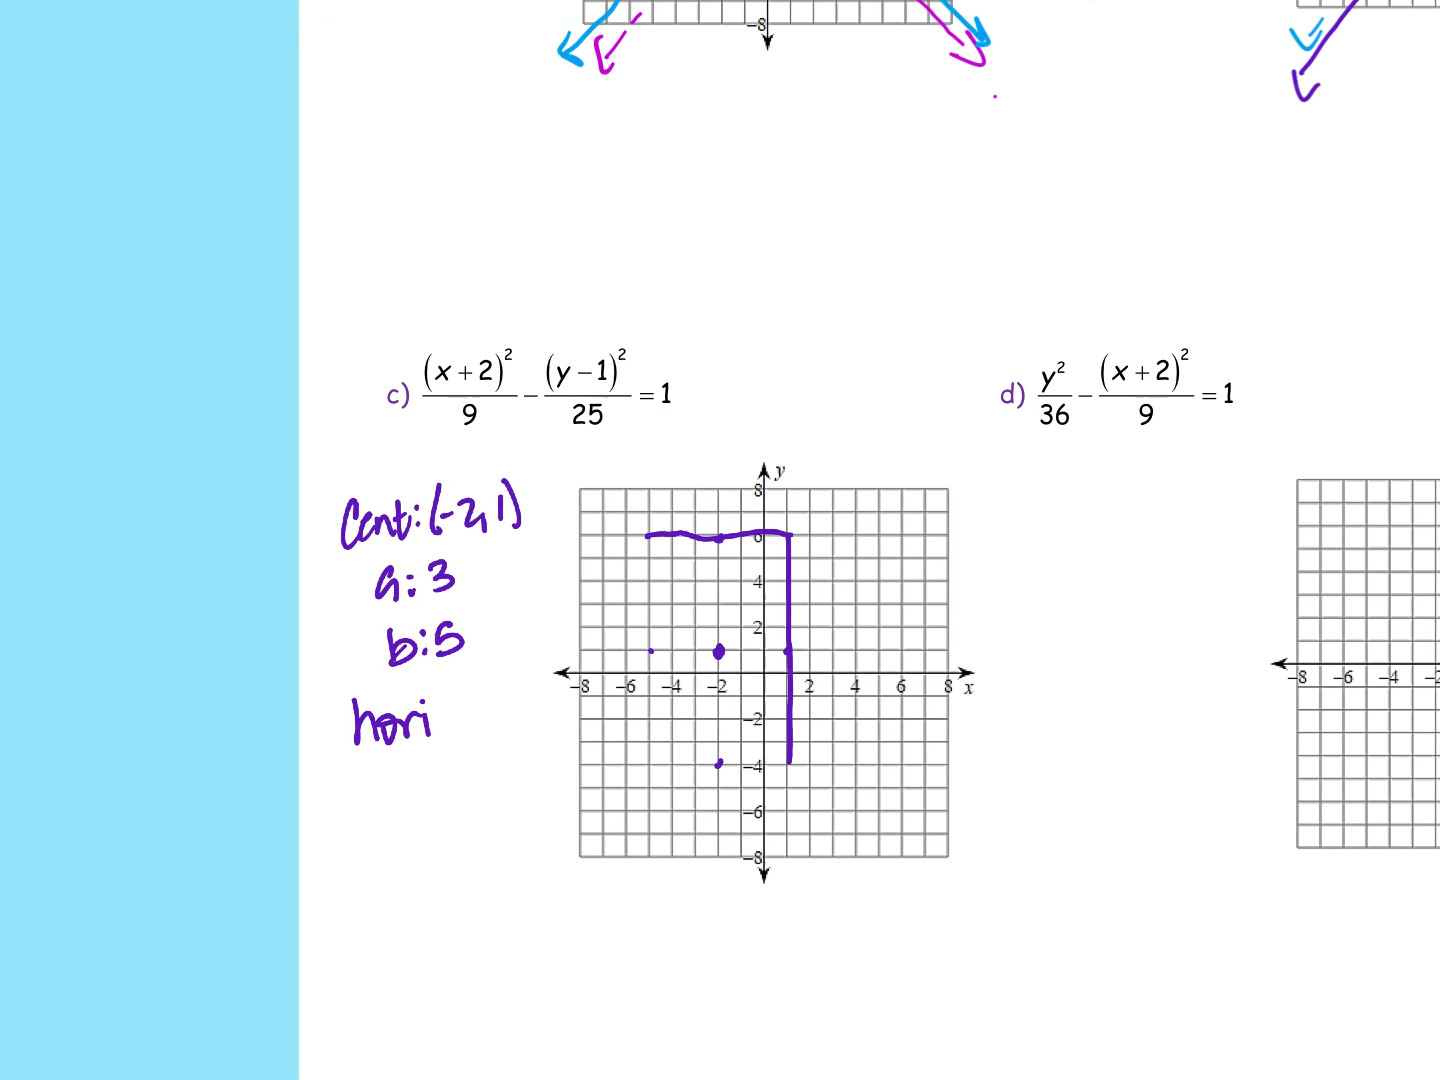 -8
c) (x + 2)² / 9 − (y − 1)² / 25 = 1
d) y² / 36 − (x + 2)² / 9 = 1
Cent: (-2, 1)
a: 3
b: 5
hori
y
8
6
4
2
-8 -6 -4 -2 2 4 6 8 x
-2
-4
-6
-8
-8 -6 -4 -2